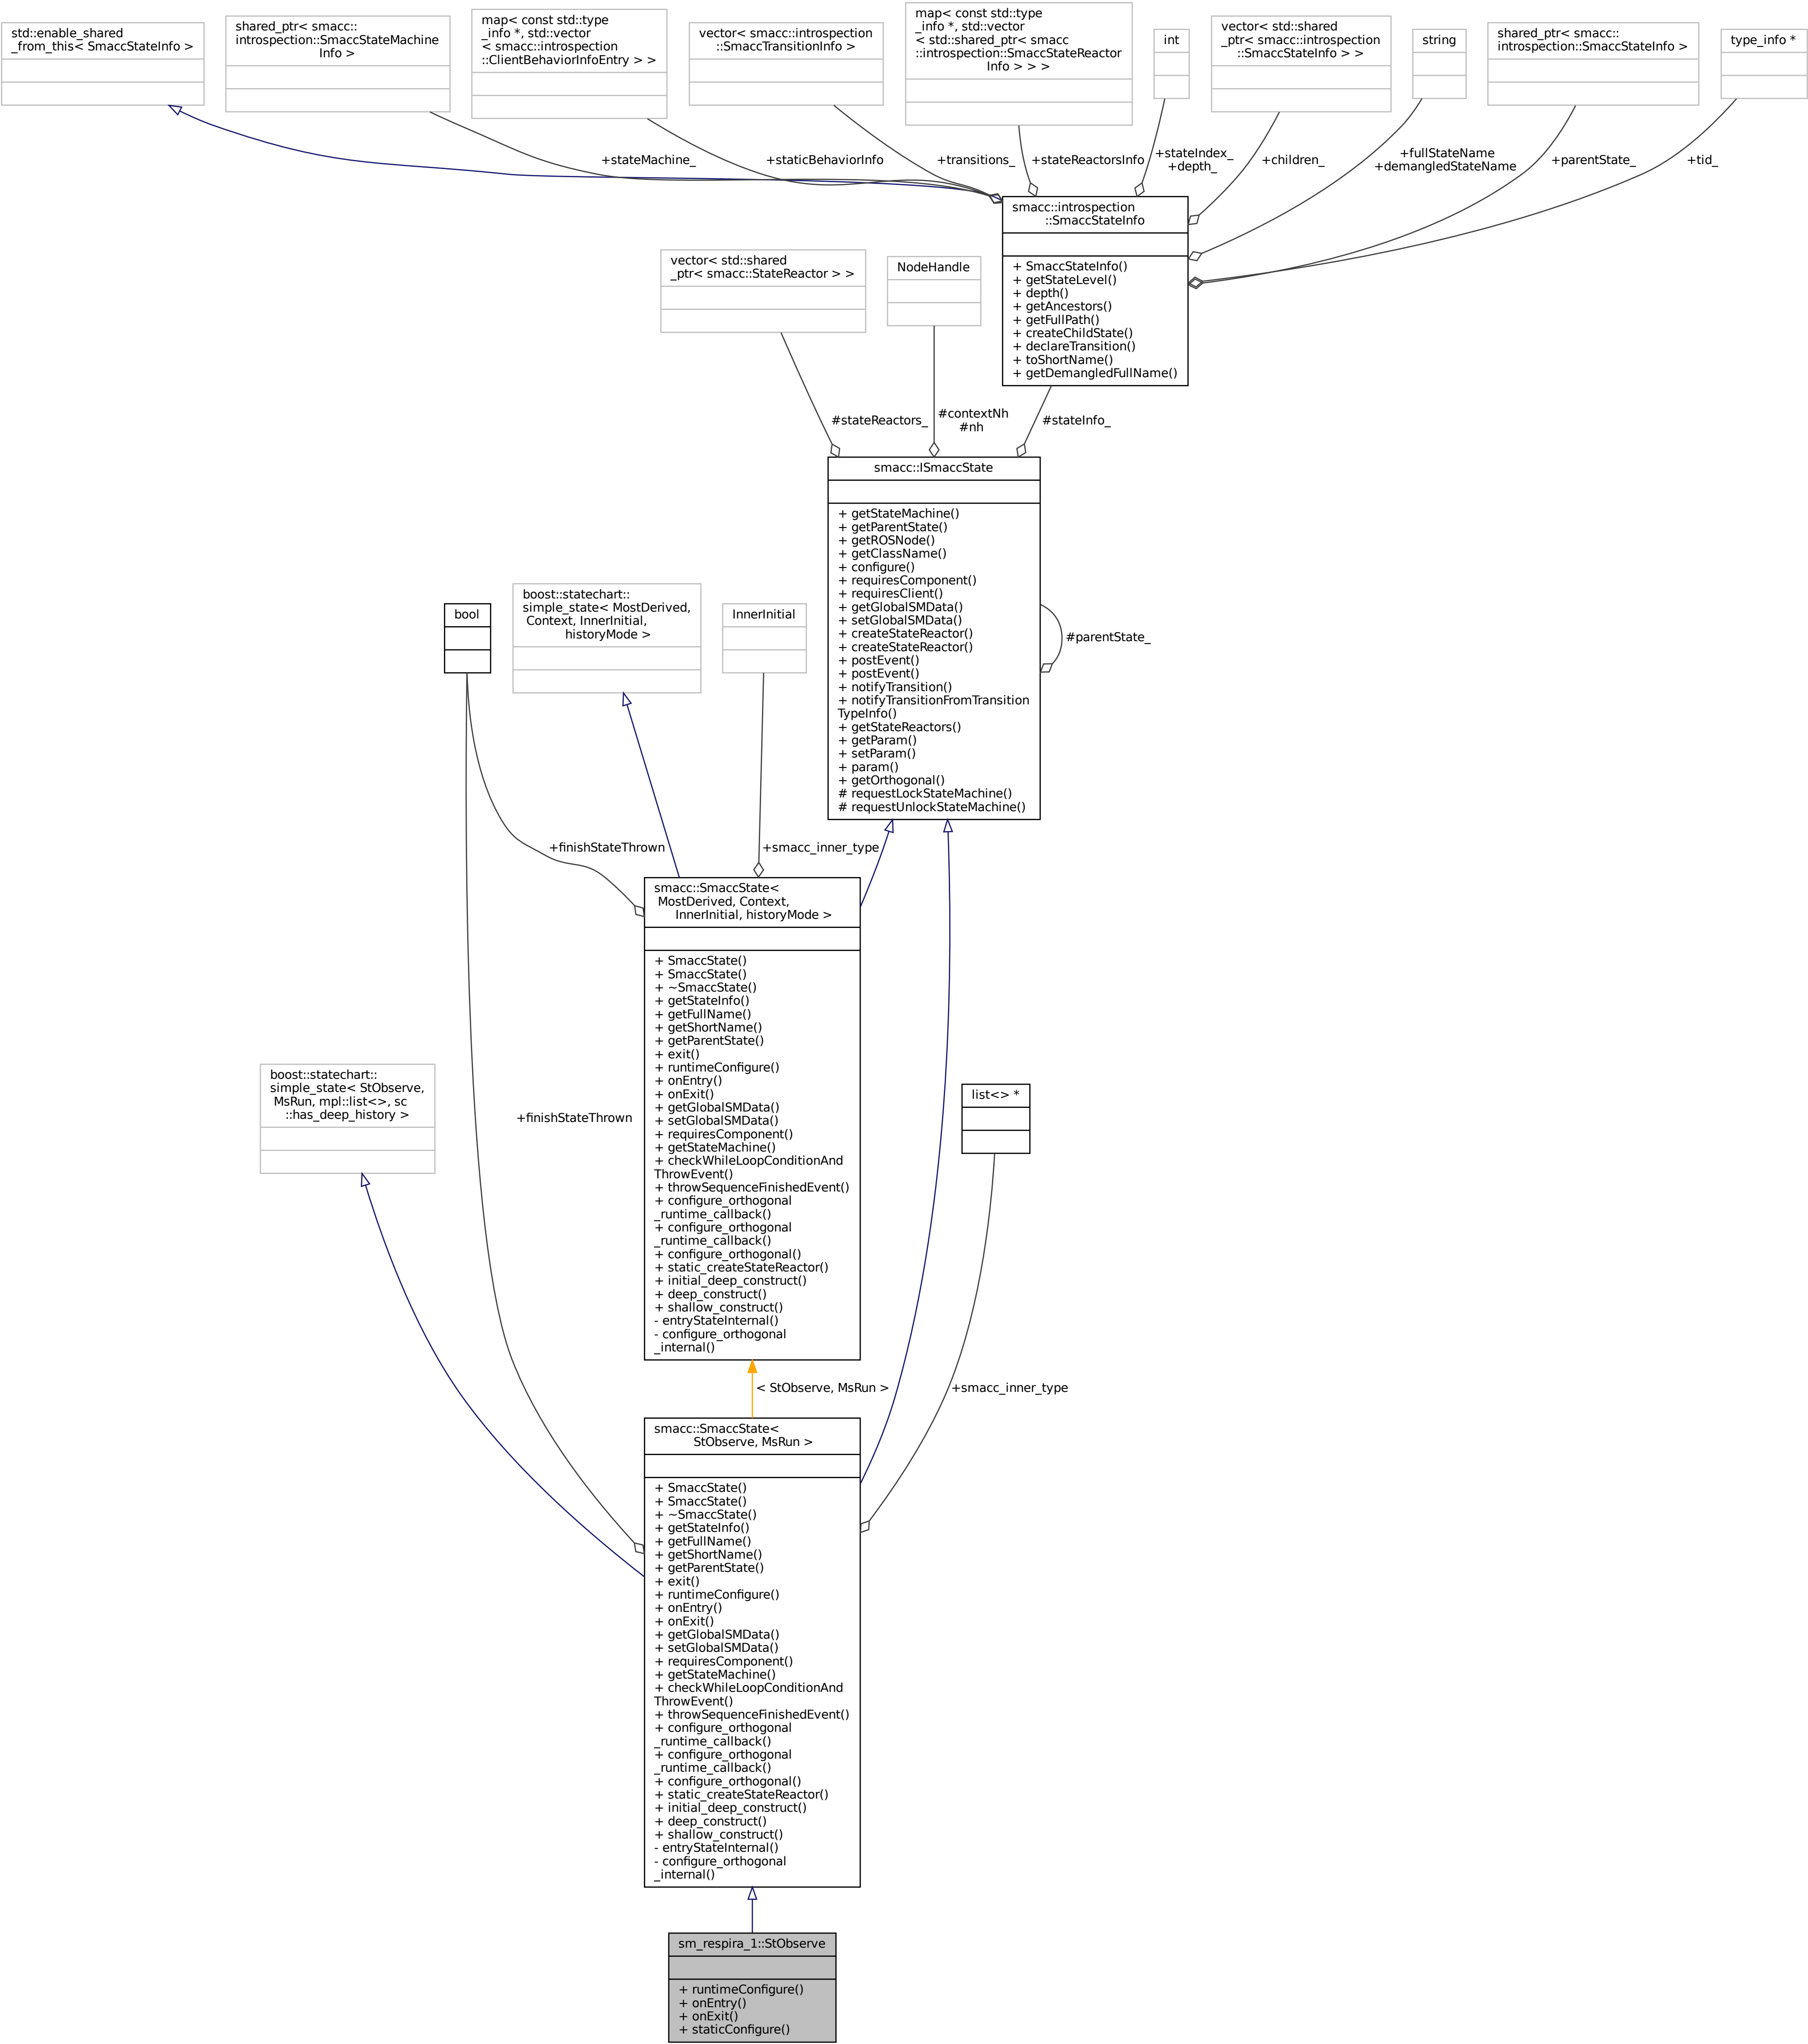 std::enable_shared
_from_this< SmaccStateInfo >
shared_ptr< smacc::
introspection::SmaccStateMachine
Info >
map< const std::type
_info *, std::vector
< smacc::introspection
::ClientBehaviorInfoEntry > >
vector< smacc::introspection
::SmaccTransitionInfo >
map< const std::type
_info *, std::vector
< std::shared_ptr< smacc
::introspection::SmaccStateReactor
Info > > >
int
vector< std::shared
_ptr< smacc::introspection
::SmaccStateInfo > >
string
shared_ptr< smacc::
introspection::SmaccStateInfo >
type_info *
+stateMachine_
+staticBehaviorInfo
+transitions_
+stateReactorsInfo
+stateIndex_
+depth_
+children_
+fullStateName
+demangledStateName
+parentState_
+tid_
smacc::introspection
::SmaccStateInfo
+ SmaccStateInfo()
+ getStateLevel()
+ depth()
+ getAncestors()
+ getFullPath()
+ createChildState()
+ declareTransition()
+ toShortName()
+ getDemangledFullName()
vector< std::shared
_ptr< smacc::StateReactor > >
NodeHandle
#stateReactors_
#contextNh
#nh
#stateInfo_
smacc::ISmaccState
+ getStateMachine()
+ getParentState()
+ getROSNode()
+ getClassName()
+ configure()
+ requiresComponent()
+ requiresClient()
+ getGlobalSMData()
+ setGlobalSMData()
+ createStateReactor()
+ createStateReactor()
+ postEvent()
+ postEvent()
+ notifyTransition()
+ notifyTransitionFromTransition
TypeInfo()
+ getStateReactors()
+ getParam()
+ setParam()
+ param()
+ getOrthogonal()
# requestLockStateMachine()
# requestUnlockStateMachine()
#parentState_
bool
boost::statechart::
simple_state< MostDerived,
Context, InnerInitial,
historyMode >
InnerInitial
+finishStateThrown
+smacc_inner_type
smacc::SmaccState<
MostDerived, Context,
InnerInitial, historyMode >
+ SmaccState()
+ SmaccState()
+ ~SmaccState()
+ getStateInfo()
+ getFullName()
+ getShortName()
+ getParentState()
+ exit()
+ runtimeConfigure()
+ onEntry()
+ onExit()
+ getGlobalSMData()
+ setGlobalSMData()
+ requiresComponent()
+ getStateMachine()
+ checkWhileLoopConditionAnd
ThrowEvent()
+ throwSequenceFinishedEvent()
+ configure_orthogonal
_runtime_callback()
+ configure_orthogonal
_runtime_callback()
+ configure_orthogonal()
+ static_createStateReactor()
+ initial_deep_construct()
+ deep_construct()
+ shallow_construct()
- entryStateInternal()
- configure_orthogonal
_internal()
boost::statechart::
simple_state< StObserve,
MsRun, mpl::list<>, sc
::has_deep_history >
+finishStateThrown
list<> *
< StObserve, MsRun >
+smacc_inner_type
smacc::SmaccState<
StObserve, MsRun >
+ SmaccState()
+ SmaccState()
+ ~SmaccState()
+ getStateInfo()
+ getFullName()
+ getShortName()
+ getParentState()
+ exit()
+ runtimeConfigure()
+ onEntry()
+ onExit()
+ getGlobalSMData()
+ setGlobalSMData()
+ requiresComponent()
+ getStateMachine()
+ checkWhileLoopConditionAnd
ThrowEvent()
+ throwSequenceFinishedEvent()
+ configure_orthogonal
_runtime_callback()
+ configure_orthogonal
_runtime_callback()
+ configure_orthogonal()
+ static_createStateReactor()
+ initial_deep_construct()
+ deep_construct()
+ shallow_construct()
- entryStateInternal()
- configure_orthogonal
_internal()
sm_respira_1::StObserve
+ runtimeConfigure()
+ onEntry()
+ onExit()
+ staticConfigure()